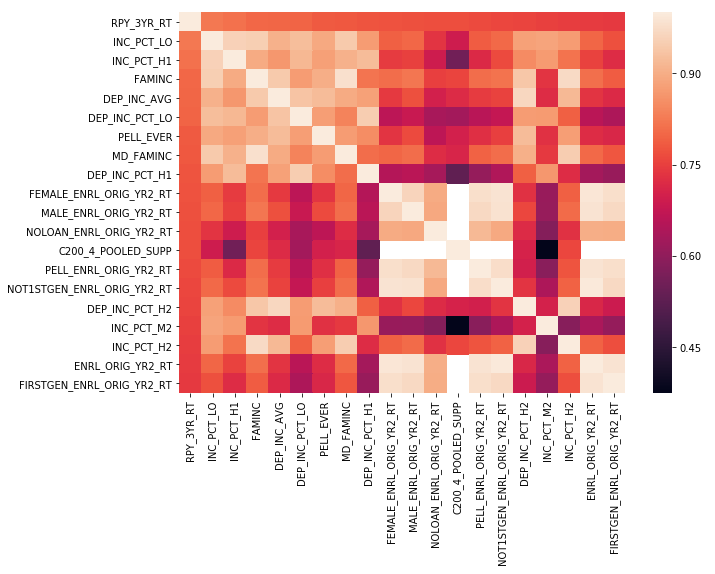 RPY_3YR_RT
INC_PCT_LO
INC_PCT_H1
FAMINC
DEP_INC_AVG
DEP_INC_PCT_LO
PELL_EVER
MD_FAMINC
DEP_INC_PCT_H1
FEMALE_ENRL_ORIG_YR2_RT
MALE_ENRL_ORIG_YR2_RT
NOLOAN_ENRL_ORIG_YR2_RT
C200_4_POOLED_SUPP
PELL_ENRL_ORIG_YR2_RT
NOT1STGEN_ENRL_ORIG_YR2_RT
DEP_INC_PCT_H2
INC_PCT_M2
INC_PCT_H2
ENRL_ORIG_YR2_RT
FIRSTGEN_ENRL_ORIG_YR2_RT
RPY_3YR_RT
INC_PCT_LO
INC_PCT_H1
FAMINC
DEP_INC_AVG
DEP_INC_PCT_LO
PELL_EVER
MD_FAMINC
DEP_INC_PCT_H1
FEMALE_ENRL_ORIG_YR2_RT
MALE_ENRL_ORIG_YR2_RT
NOLOAN_ENRL_ORIG_YR2_RT
C200_4_POOLED_SUPP
PELL_ENRL_ORIG_YR2_RT
NOT1STGEN_ENRL_ORIG_YR2_RT
DEP_INC_PCT_H2
INC_PCT_M2
INC_PCT_H2
ENRL_ORIG_YR2_RT
FIRSTGEN_ENRL_ORIG_YR2_RT
0.90
0.75
0.60
0.45